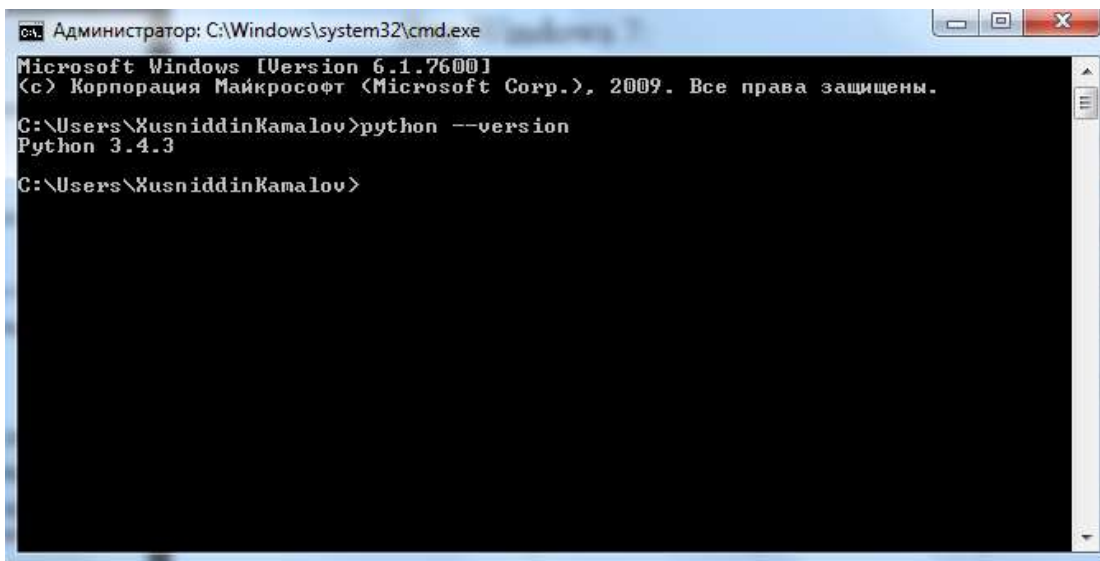 Администратор: C:\Windows\system32\cmd.exe
Microsoft Windows [Version 6.1.7600]
(c) Корпорация Майкрософт (Microsoft Corp.), 2009. Все права защищены.
C:\Users\XusniddinKamalov>python --version
Python 3.4.3
C:\Users\XusniddinKamalov>